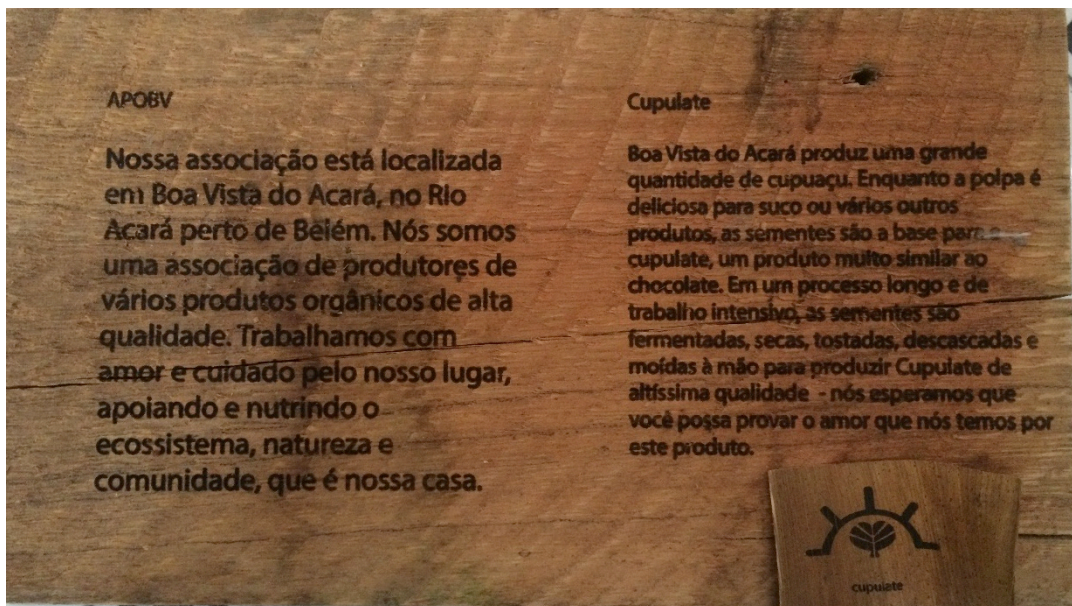 APOBV
Nossa associação está localizada
em Boa Vista do Acará, no Rio
Acará perto de Belém. Nós somos
uma associação de produtores de
vários produtos orgânicos de alta
qualidade. Trabalhamos com
amor e cuidado pelo nosso lugar,
apoiando e nutrindo o
ecossistema, natureza e
comunidade, que é nossa casa.
Cupulate
Boa Vista do Acará produz uma grande
quantidade de cupuaçu. Enquanto a polpa é
deliciosa para suco ou vários outros
produtos, as sementes são a base para o
cupulate, um produto muito similar ao
chocolate. Em um processo longo e de
trabalho intensivo, as sementes são
fermentadas, secas, tostadas, descascadas e
moídas à mão para produzir Cupulate de
altíssima qualidade - nós esperamos que
você possa provar o amor que nós temos por
este produto.
cupulate